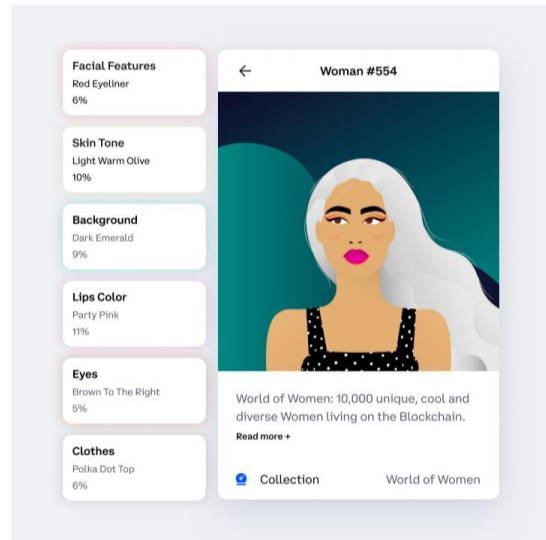 Facial Features
Red Eyeliner
6%
Skin Tone
Light Warm Olive
10%
Background
Dark Emerald
9%
Lips Color
Party Pink
11%
Eyes
Brown To The Right
5%
Clothes
Polka Dot Top
6%
Woman #554
World of Women: 10,000 unique, cool and
diverse Women living on the Blockchain.
Read more +
Collection World of Women